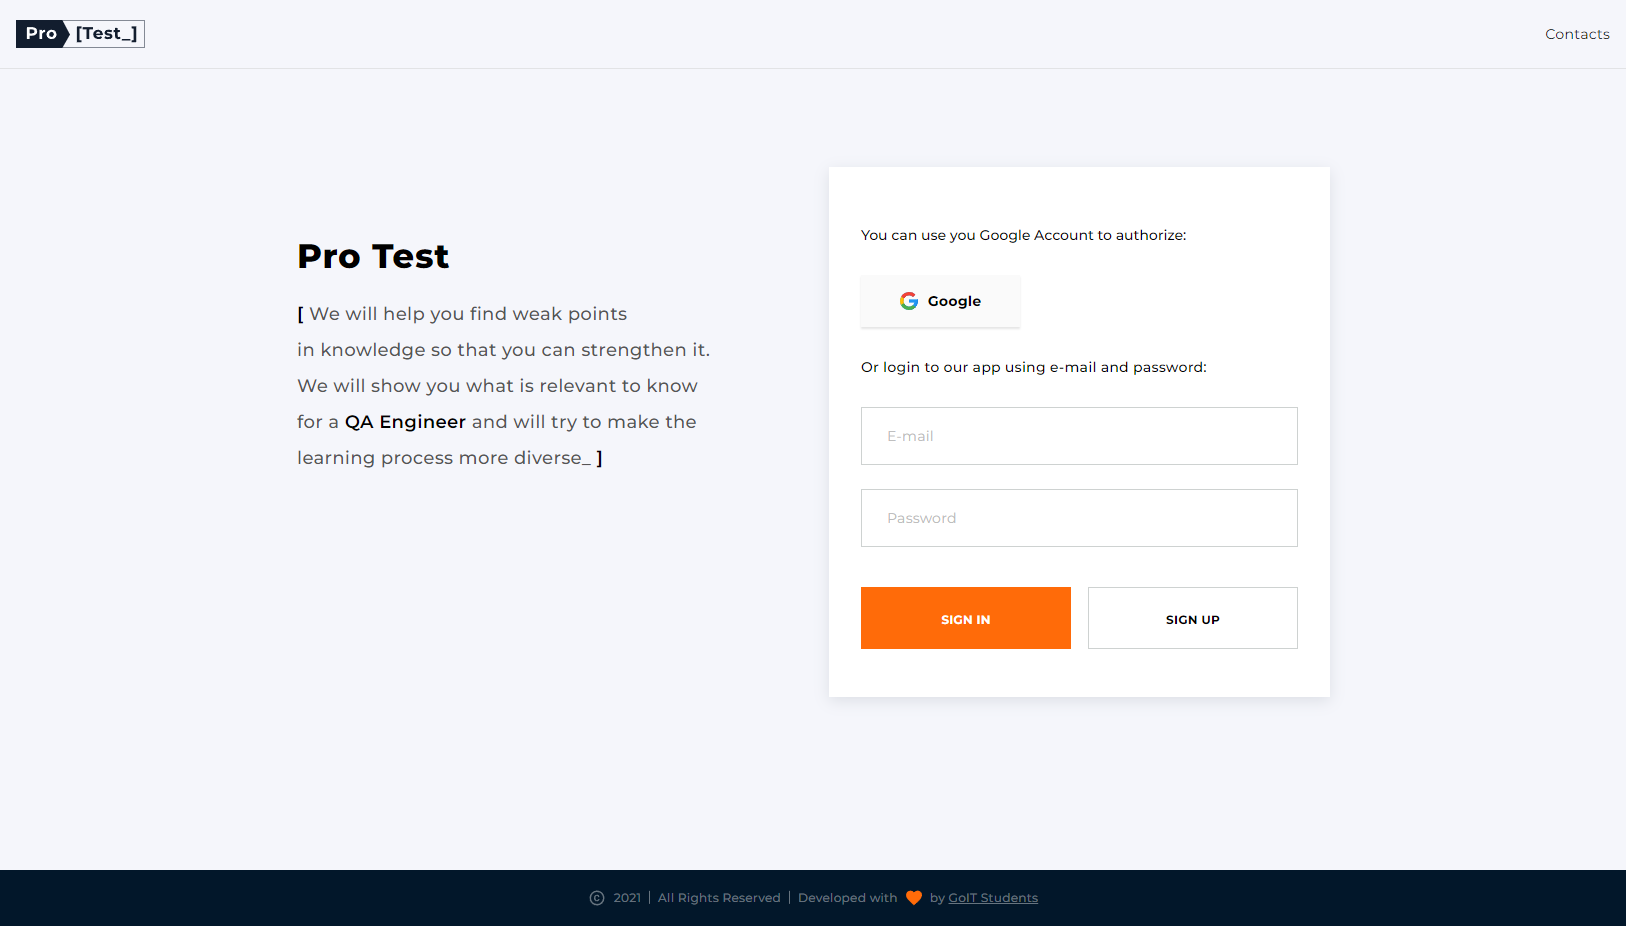 Pro [Test_]
Contacts
Pro Test
[ We will help you find weak points
in knowledge so that you can strengthen it.
We will show you what is relevant to know
for a QA Engineer and will try to make the
learning process more diverse_ ]
You can use you Google Account to authorize:
Google
Or login to our app using e-mail and password:
E-mail
Password
SIGN IN
SIGN UP
© 2021 | All Rights Reserved | Developed with 🧡 by GoIT Students